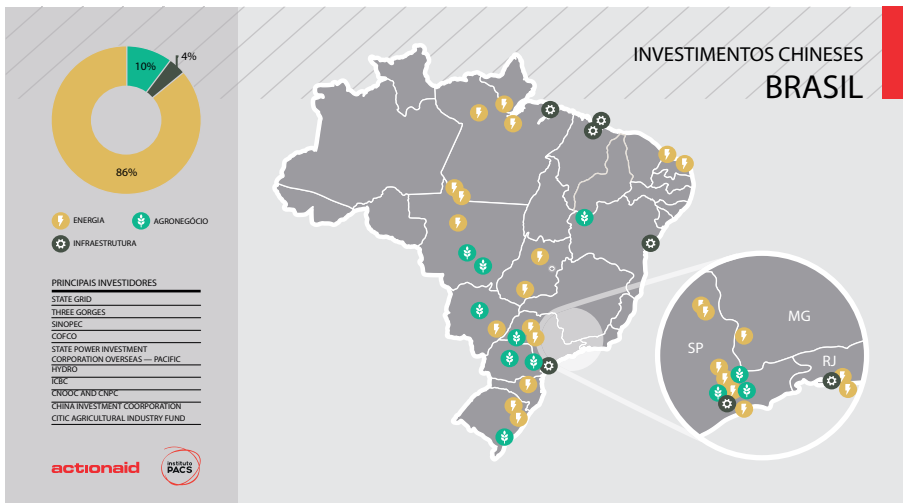 INVESTIMENTOS CHINESES
BRASIL
10%
4%
86%
ENERGIA
AGRONEGÓCIO
INFRAESTRUTURA
PRINCIPAIS INVESTIDORES
STATE GRID
THREE GORGES
SINOPEC
COFCO
STATE POWER INVESTMENT
CORPORATION OVERSEAS — PACIFIC
HYDRO
ICBC
CNOOC AND CNPC
CHINA INVESTMENT COORPORATION
CITIC AGRICULTURAL INDUSTRY FUND
actionaid
instituto
PACS
MG
SP
RJ